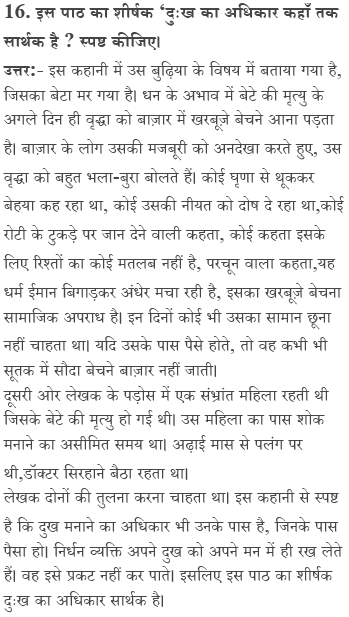 16. इस पाठ का शीर्षक ‘दुःख का अधिकार कहाँ तक
सार्थक है ? स्पष्ट कीजिए।
उत्तर:- इस कहानी में उस बुढ़िया के विषय में बताया गया है,
जिसका बेटा मर गया है। धन के अभाव में बेटे की मृत्यु के
अगले दिन ही वृद्धा को बाज़ार में खरबूज़े बेचने आना पड़ता
है। बाज़ार के लोग उसकी मजबूरी को अनदेखा करते हुए, उस
वृद्धा को बहुत भला-बुरा बोलते हैं। कोई घृणा से थूककर
बेहया कह रहा था, कोई उसकी नीयत को दोष दे रहा था,कोई
रोटी के टुकड़े पर जान देने वाली कहता, कोई कहता इसके
लिए रिश्तों का कोई मतलब नहीं है, परचून वाला कहता,यह
धर्म ईमान बिगाड़कर अंधेर मचा रही है, इसका खरबूज़े बेचना
सामाजिक अपराध है। इन दिनों कोई भी उसका सामान छूना
नहीं चाहता था। यदि उसके पास पैसे होते, तो वह कभी भी
सूतक में सौदा बेचने बाज़ार नहीं जाती।
दूसरी ओर लेखक के पड़ोस में एक संभ्रांत महिला रहती थी
जिसके बेटे की मृत्यु हो गई थी। उस महिला का पास शोक
मनाने का असीमित समय था। अढ़ाई मास से पलंग पर
थी,डॉक्टर सिरहाने बैठा रहता था।
लेखक दोनों की तुलना करना चाहता था। इस कहानी से स्पष्ट
है कि दुख मनाने का अधिकार भी उनके पास है, जिनके पास
पैसा हो। निर्धन व्यक्ति अपने दुख को अपने मन में ही रख लेते
हैं। वह इसे प्रकट नहीं कर पाते। इसलिए इस पाठ का शीर्षक
दुःख का अधिकार सार्थक है।